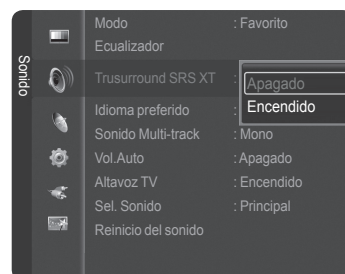 Sonido
Modo : Favorito
Ecualizador
Trusurround SRS XT :
Apagado
Encendido
Idioma preferido :
Sonido Multi-track : Mono
Vol.Auto : Apagado
Altavoz TV : Encendido
Sel. Sonido : Principal
Reinicio del sonido